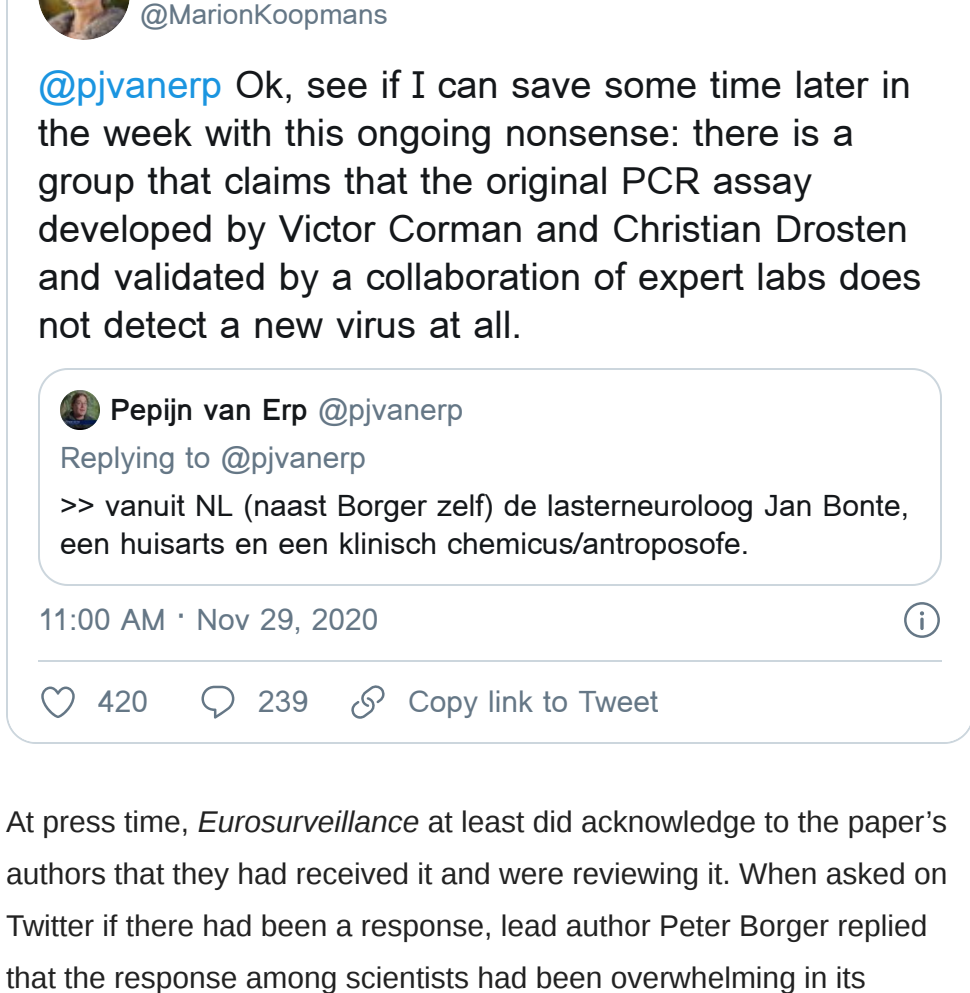 @MarionKoopmans
@pjvanerp Ok, see if I can save some time later in
the week with this ongoing nonsense: there is a
group that claims that the original PCR assay
developed by Victor Corman and Christian Drosten
and validated by a collaboration of expert labs does
not detect a new virus at all.
Pepijn van Erp @pjvanerp
Replying to @pjvanerp
>> vanuit NL (naast Borger zelf) de lasterneuroloog Jan Bonte,
een huisarts en een klinisch chemicus/antroposofe.
11:00 AM · Nov 29, 2020
420 239 Copy link to Tweet
At press time, Eurosurveillance at least did acknowledge to the paper’s
authors that they had received it and were reviewing it. When asked on
Twitter if there had been a response, lead author Peter Borger replied
that the response among scientists had been overwhelming in its